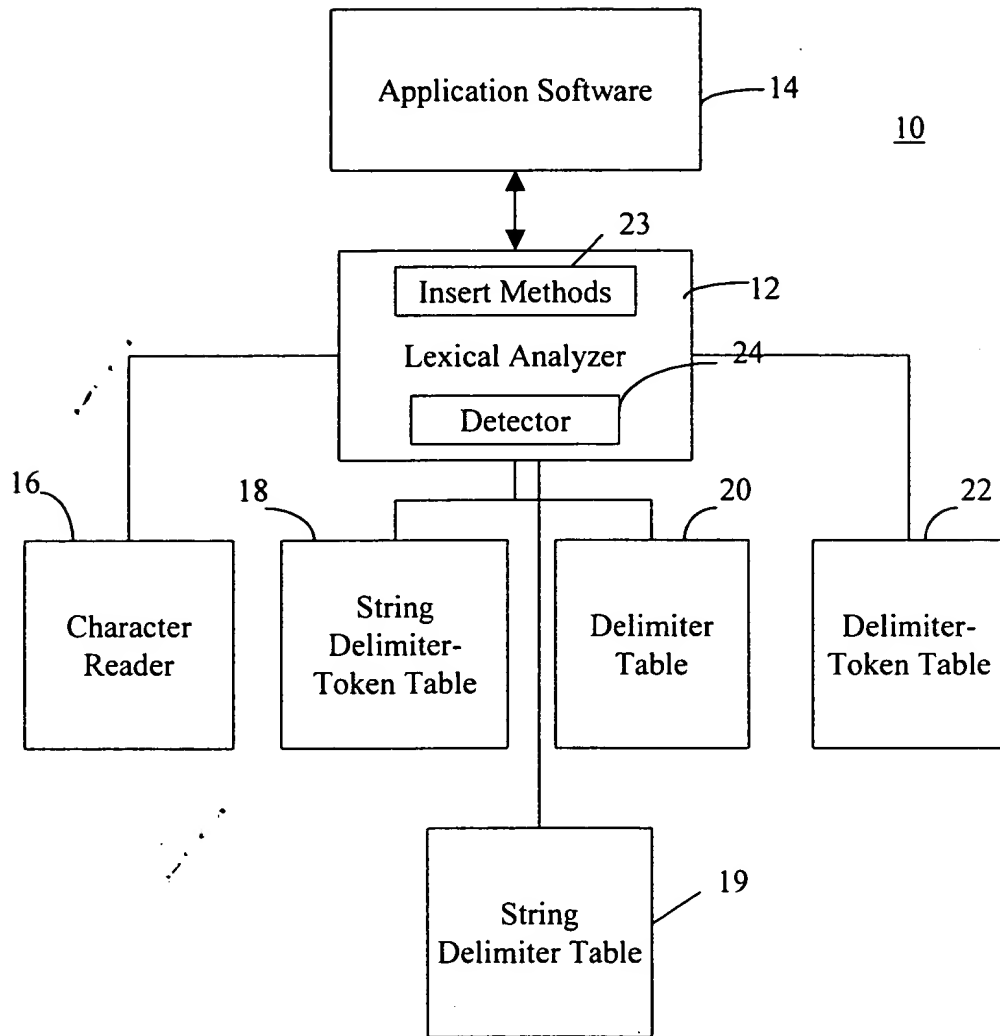 Application Software
14
10
23
Insert Methods
12
Lexical Analyzer
24
Detector
16
18
20
22
Character
Reader
String
Delimiter-
Token Table
Delimiter
Table
Delimiter-
Token Table
19
String
Delimiter Table